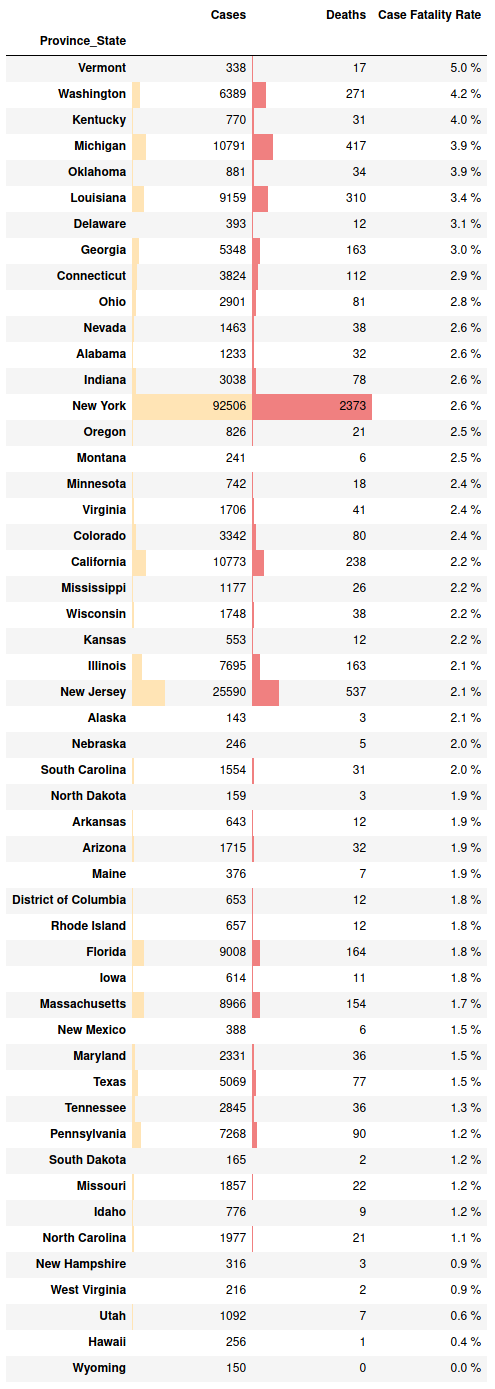 Cases Deaths Case Fatality Rate
Province_State
Vermont 338 17 5.0 %
Washington 6389 271 4.2 %
Kentucky 770 31 4.0 %
Michigan 10791 417 3.9 %
Oklahoma 881 34 3.9 %
Louisiana 9159 310 3.4 %
Delaware 393 12 3.1 %
Georgia 5348 163 3.0 %
Connecticut 3824 112 2.9 %
Ohio 2901 81 2.8 %
Nevada 1463 38 2.6 %
Alabama 1233 32 2.6 %
Indiana 3038 78 2.6 %
New York 92506 2373 2.6 %
Oregon 826 21 2.5 %
Montana 241 6 2.5 %
Minnesota 742 18 2.4 %
Virginia 1706 41 2.4 %
Colorado 3342 80 2.4 %
California 10773 238 2.2 %
Mississippi 1177 26 2.2 %
Wisconsin 1748 38 2.2 %
Kansas 553 12 2.2 %
Illinois 7695 163 2.1 %
New Jersey 25590 537 2.1 %
Alaska 143 3 2.1 %
Nebraska 246 5 2.0 %
South Carolina 1554 31 2.0 %
North Dakota 159 3 1.9 %
Arkansas 643 12 1.9 %
Arizona 1715 32 1.9 %
Maine 376 7 1.9 %
District of Columbia 653 12 1.8 %
Rhode Island 657 12 1.8 %
Florida 9008 164 1.8 %
Iowa 614 11 1.8 %
Massachusetts 8966 154 1.7 %
New Mexico 388 6 1.5 %
Maryland 2331 36 1.5 %
Texas 5069 77 1.5 %
Tennessee 2845 36 1.3 %
Pennsylvania 7268 90 1.2 %
South Dakota 165 2 1.2 %
Missouri 1857 22 1.2 %
Idaho 776 9 1.2 %
North Carolina 1977 21 1.1 %
New Hampshire 316 3 0.9 %
West Virginia 216 2 0.9 %
Utah 1092 7 0.6 %
Hawaii 256 1 0.4 %
Wyoming 150 0 0.0 %